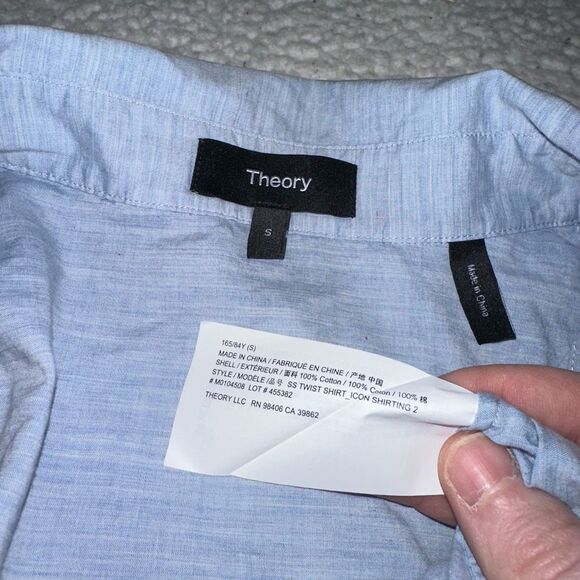 Theory
S
Made in China
165/84Y (S)
MADE IN CHINA / FABRIQUÉ EN CHINE / 产地 中国
SHELL / EXTÉRIEUR / 面料 100% Cotton / 100% Coton / 100% 棉
STYLE / MODÈLE /品号 SS TWIST SHIRT_ICON SHIRTING 2
# M0104508 LOT # 455382
THEORY LLC RN 98406 CA 39862